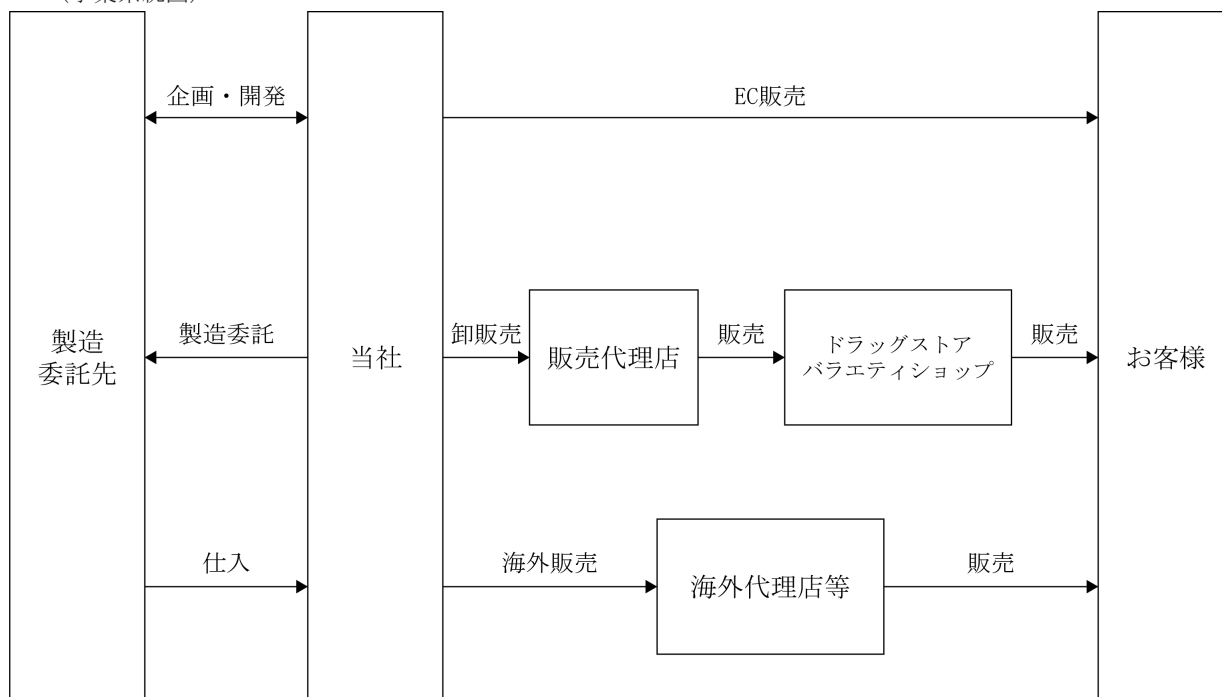 企画・開発
EC販売
製造
委託先
製造委託
当社
卸販売
販売代理店
販売
ドラッグストア
バラエティショップ
販売
お客様
仕入
海外販売
海外代理店等
販売